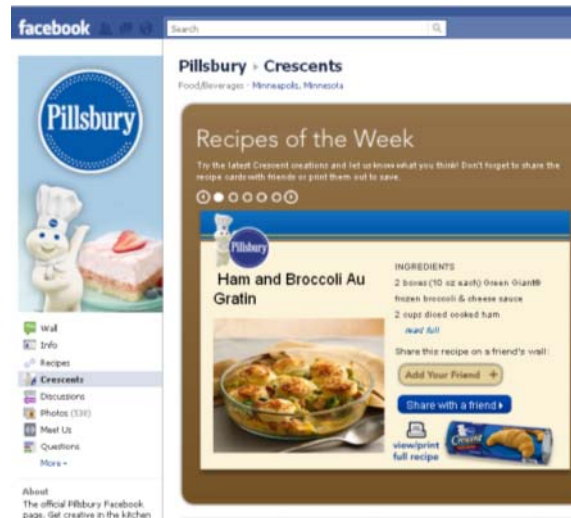 facebook
Search
Pillsbury
Pillsbury ▸ Crescents
Food/Beverages · Minneapolis, Minnesota
Recipes of the Week
Try the latest Crescent creations and let us know what you think! Don't forget to share the
recipe cards with friends or print them out to save.
Pillsbury
Ham and Broccoli Au
Gratin
INGREDIENTS
2 boxes (10 oz each) Green Giant®
frozen broccoli & cheese sauce
2 cups diced cooked ham
read full
Share this recipe on a friend's wall:
Add Your Friend +
Share with a friend
view/print
full recipe
Crescent
Wall
Info
Recipes
Crescents
Discussions
Photos (538)
Meet Us
Questions
More
About
The official Pillsbury Facebook
page. Get creative in the kitchen